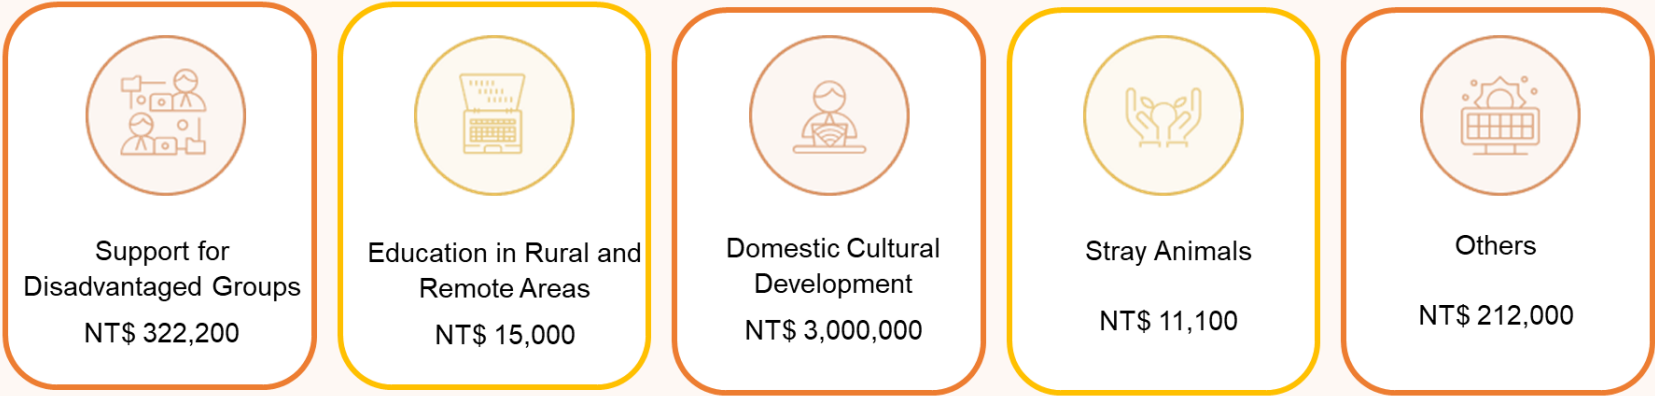 Support for
Disadvantaged Groups
NT$ 322,200
Education in Rural and
Remote Areas
NT$ 15,000
Domestic Cultural
Development
NT$ 3,000,000
Stray Animals
NT$ 11,100
Others
NT$ 212,000